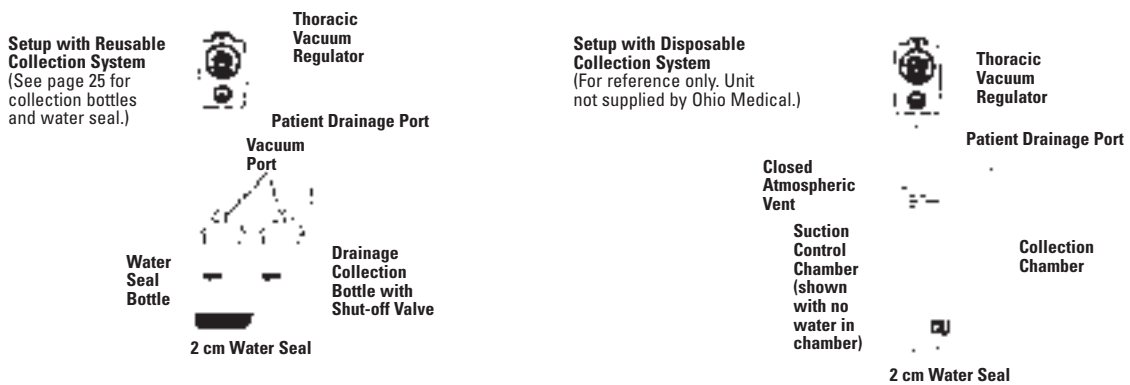 Setup with Reusable
Collection System
(See page 25 for
collection bottles
and water seal.)
Thoracic
Vacuum
Regulator
Patient Drainage Port
Vacuum
Port
Water
Seal
Bottle
Drainage
Collection
Bottle with
Shut-off Valve
2 cm Water Seal
Setup with Disposable
Collection System
(For reference only. Unit
not supplied by Ohio Medical.)
Thoracic
Vacuum
Regulator
Patient Drainage Port
Closed
Atmospheric
Vent
Suction
Control
Chamber
(shown
with no
water in
chamber)
Collection
Chamber
2 cm Water Seal